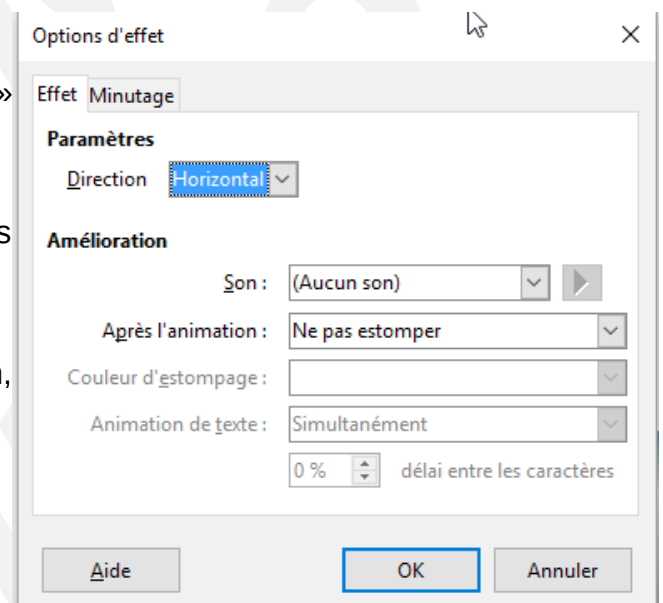 Options d'effet
»
Effet Minutage
Paramètres
Direction Horizontal
s
Amélioration
Son : (Aucun son)
Après l'animation : Ne pas estomper
,
Couleur d'estompage :
Animation de texte : Simultanément
0 % délai entre les caractères
Aide OK Annuler